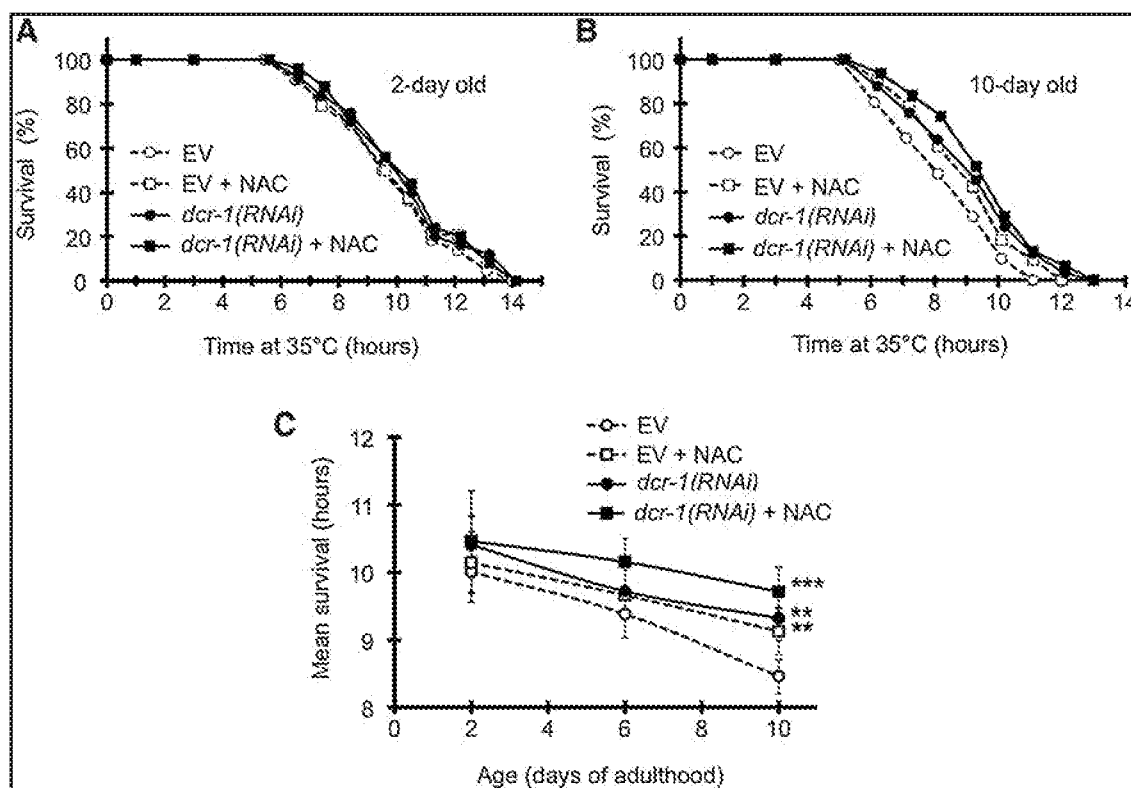 A
B
100
80
60
40
20
0
Survival (%)
2-day old
EV
EV + NAC
dcr-1(RNAi)
dcr-1(RNAi) + NAC
0 2 4 6 8 10 12 14
Time at 35°C (hours)
100
80
60
40
20
0
Survival (%)
10-day old
EV
EV + NAC
dcr-1(RNAi)
dcr-1(RNAi) + NAC
0 2 4 6 8 10 12 14
Time at 35°C (hours)
C
12
11
10
9
8
Mean survival (hours)
EV
EV + NAC
dcr-1(RNAi)
dcr-1(RNAi) + NAC
***
**
**
0 2 4 6 8 10
Age (days of adulthood)